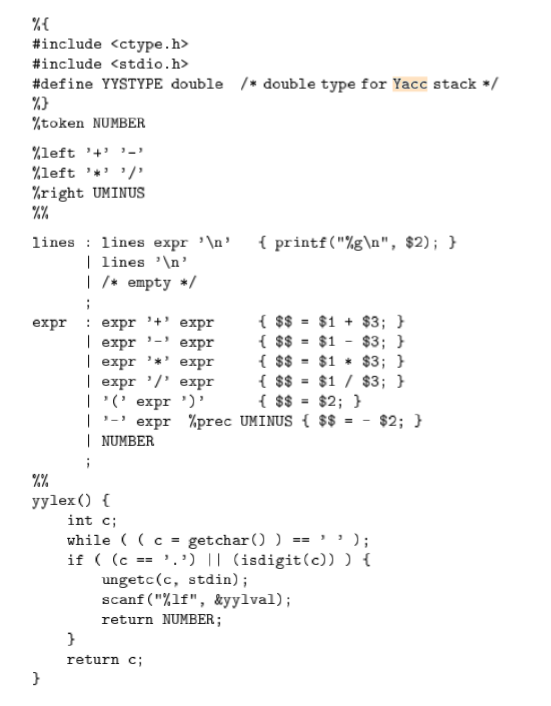 %{
#include <ctype.h>
#include <stdio.h>
#define YYSTYPE double /* double type for Yacc stack */
%}
%token NUMBER
%left ’+’ ’-’
%left ’*’ ’/’
%right UMINUS
%%
lines : lines expr ’\n’ { printf("%g\n", $2); }
| lines ’\n’
| /* empty */
;
expr : expr ’+’ expr { $$ = $1 + $3; }
| expr ’-’ expr { $$ = $1 - $3; }
| expr ’*’ expr { $$ = $1 * $3; }
| expr ’/’ expr { $$ = $1 / $3; }
| ’(’ expr ’)’ { $$ = $2; }
| ’-’ expr %prec UMINUS { $$ = - $2; }
| NUMBER
;
%%
yylex() {
int c;
while ( ( c = getchar() ) == ’ ’ );
if ( (c == ’.’) || (isdigit(c)) ) {
ungetc(c, stdin);
scanf("%lf", &yylval);
return NUMBER;
}
return c;
}